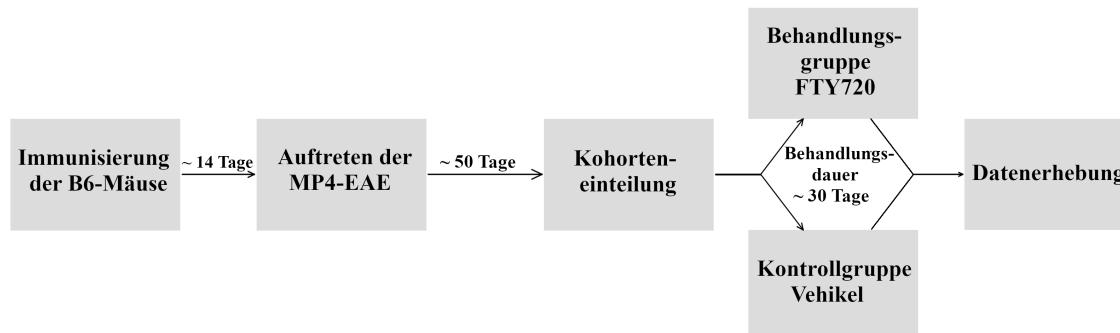 Immunisierung
der B6-Mäuse
~ 14 Tage
Auftreten der
MP4-EAE
~ 50 Tage
Kohorten-
einteilung
Behandlungs-
gruppe
FTY720
Behandlungs-
dauer
~ 30 Tage
Kontrollgruppe
Vehikel
Datenerhebung